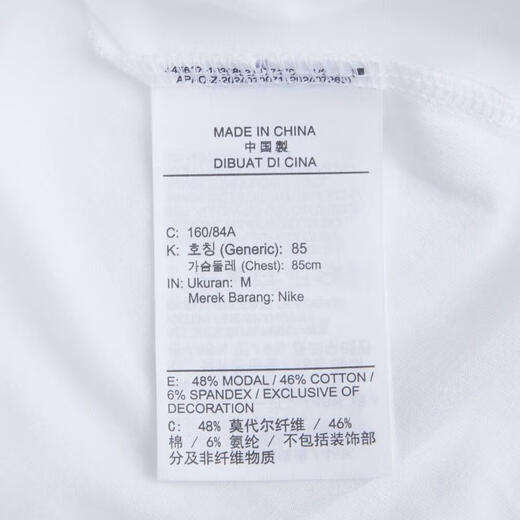 MADE IN CHINA
中国製
DIBUAT DI CINA
C: 160/84A
K: 호칭 (Generic): 85
가슴둘레 (Chest): 85cm
IN: Ukuran: M
Merek Barang: Nike
E: 48% MODAL / 46% COTTON /
6% SPANDEX / EXCLUSIVE OF
DECORATION
C: 48% 莫代尔纤维 / 46%
棉 / 6% 氨纶 / 不包括装饰部
分及非纤维物质